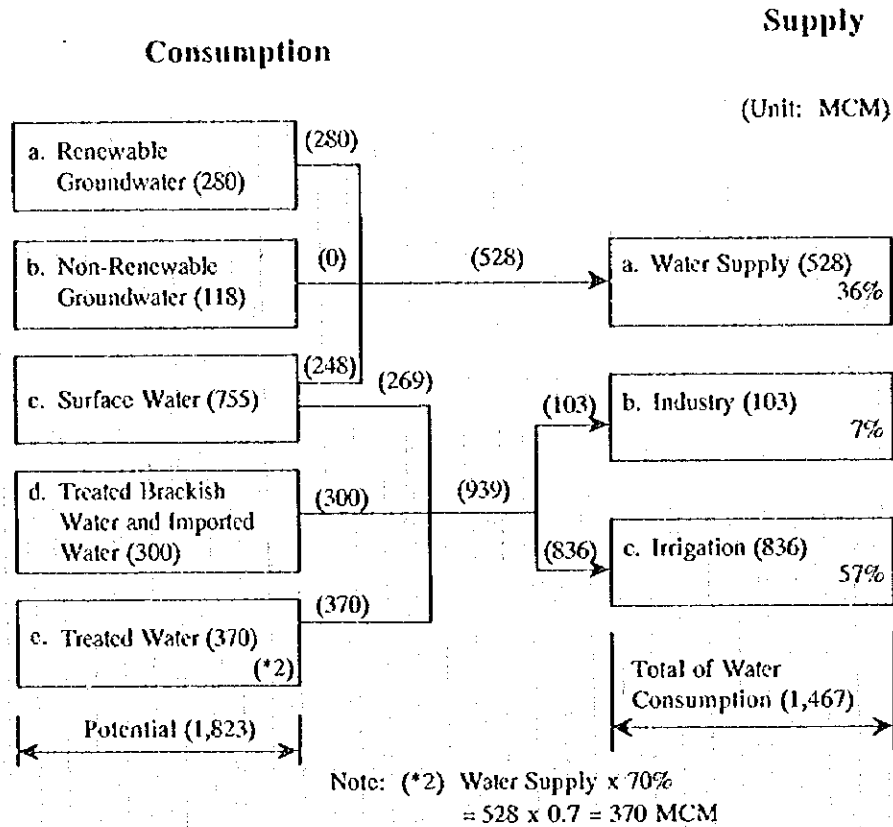 Supply
Consumption
(Unit: MCM)
a. Renewable
Groundwater (280)
(280)
b. Non-Renewable
Groundwater (118)
(0)
(528)
a. Water Supply (528)
36%
c. Surface Water (755)
(248)
(269)
(103)
b. Industry (103)
7%
d. Treated Brackish
Water and Imported
Water (300)
(300)
(939)
(836)
c. Irrigation (836)
57%
e. Treated Water (370)
(*2)
(370)
Potential (1,823)
Total of Water
Consumption (1,467)
Note: (*2) Water Supply x 70%
= 528 x 0.7 = 370 MCM